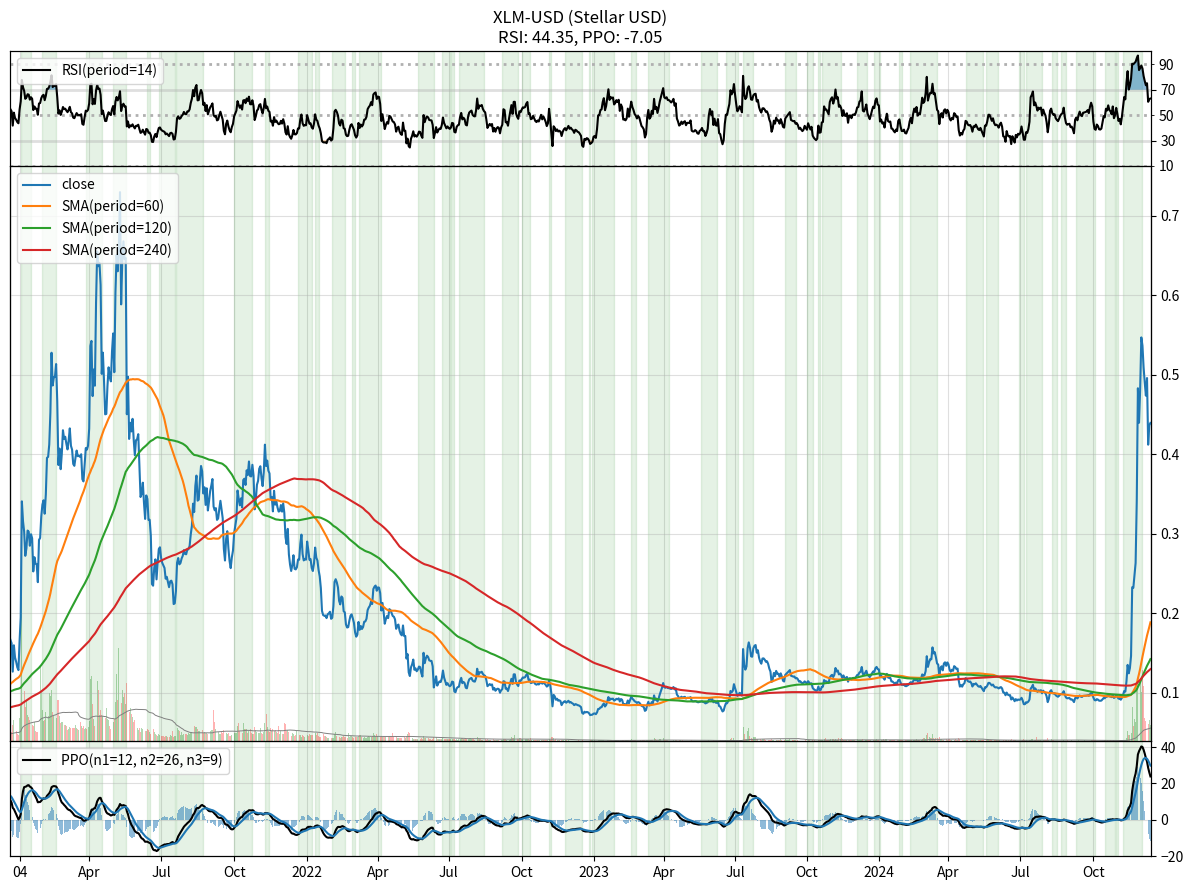 XLM-USD (Stellar USD)
RSI: 44.35, PPO: -7.05
RSI(period=14)
90
70
50
30
10
close
SMA(period=60)
SMA(period=120)
SMA(period=240)
0.7
0.6
0.5
0.4
0.3
0.2
0.1
PPO(n1=12, n2=26, n3=9)
40
20
0
−20
04 Apr Jul Oct 2022 Apr Jul Oct 2023 Apr Jul Oct 2024 Apr Jul Oct